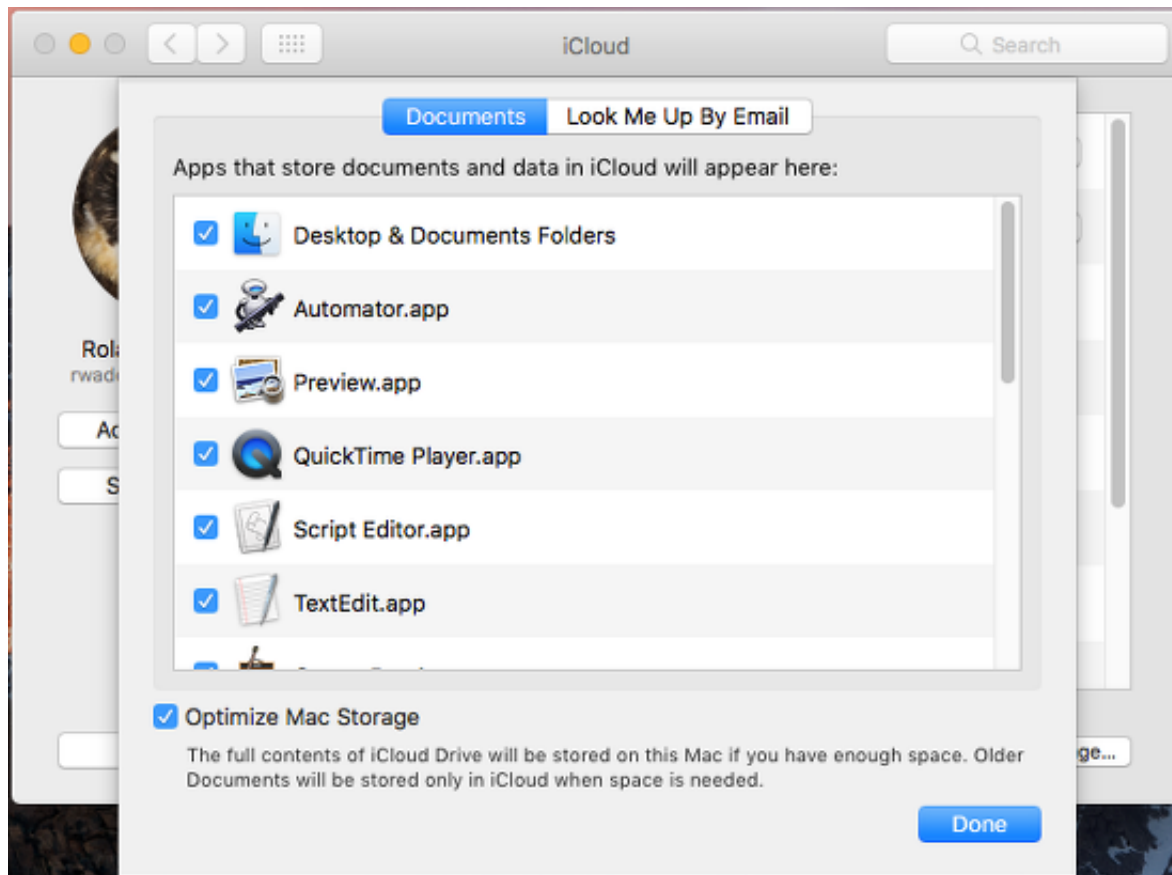 iCloud
Search
Documents
Look Me Up By Email
Apps that store documents and data in iCloud will appear here:
Desktop & Documents Folders
Automator.app
Preview.app
QuickTime Player.app
Script Editor.app
TextEdit.app
Optimize Mac Storage
The full contents of iCloud Drive will be stored on this Mac if you have enough space. Older
Documents will be stored only in iCloud when space is needed.
Done